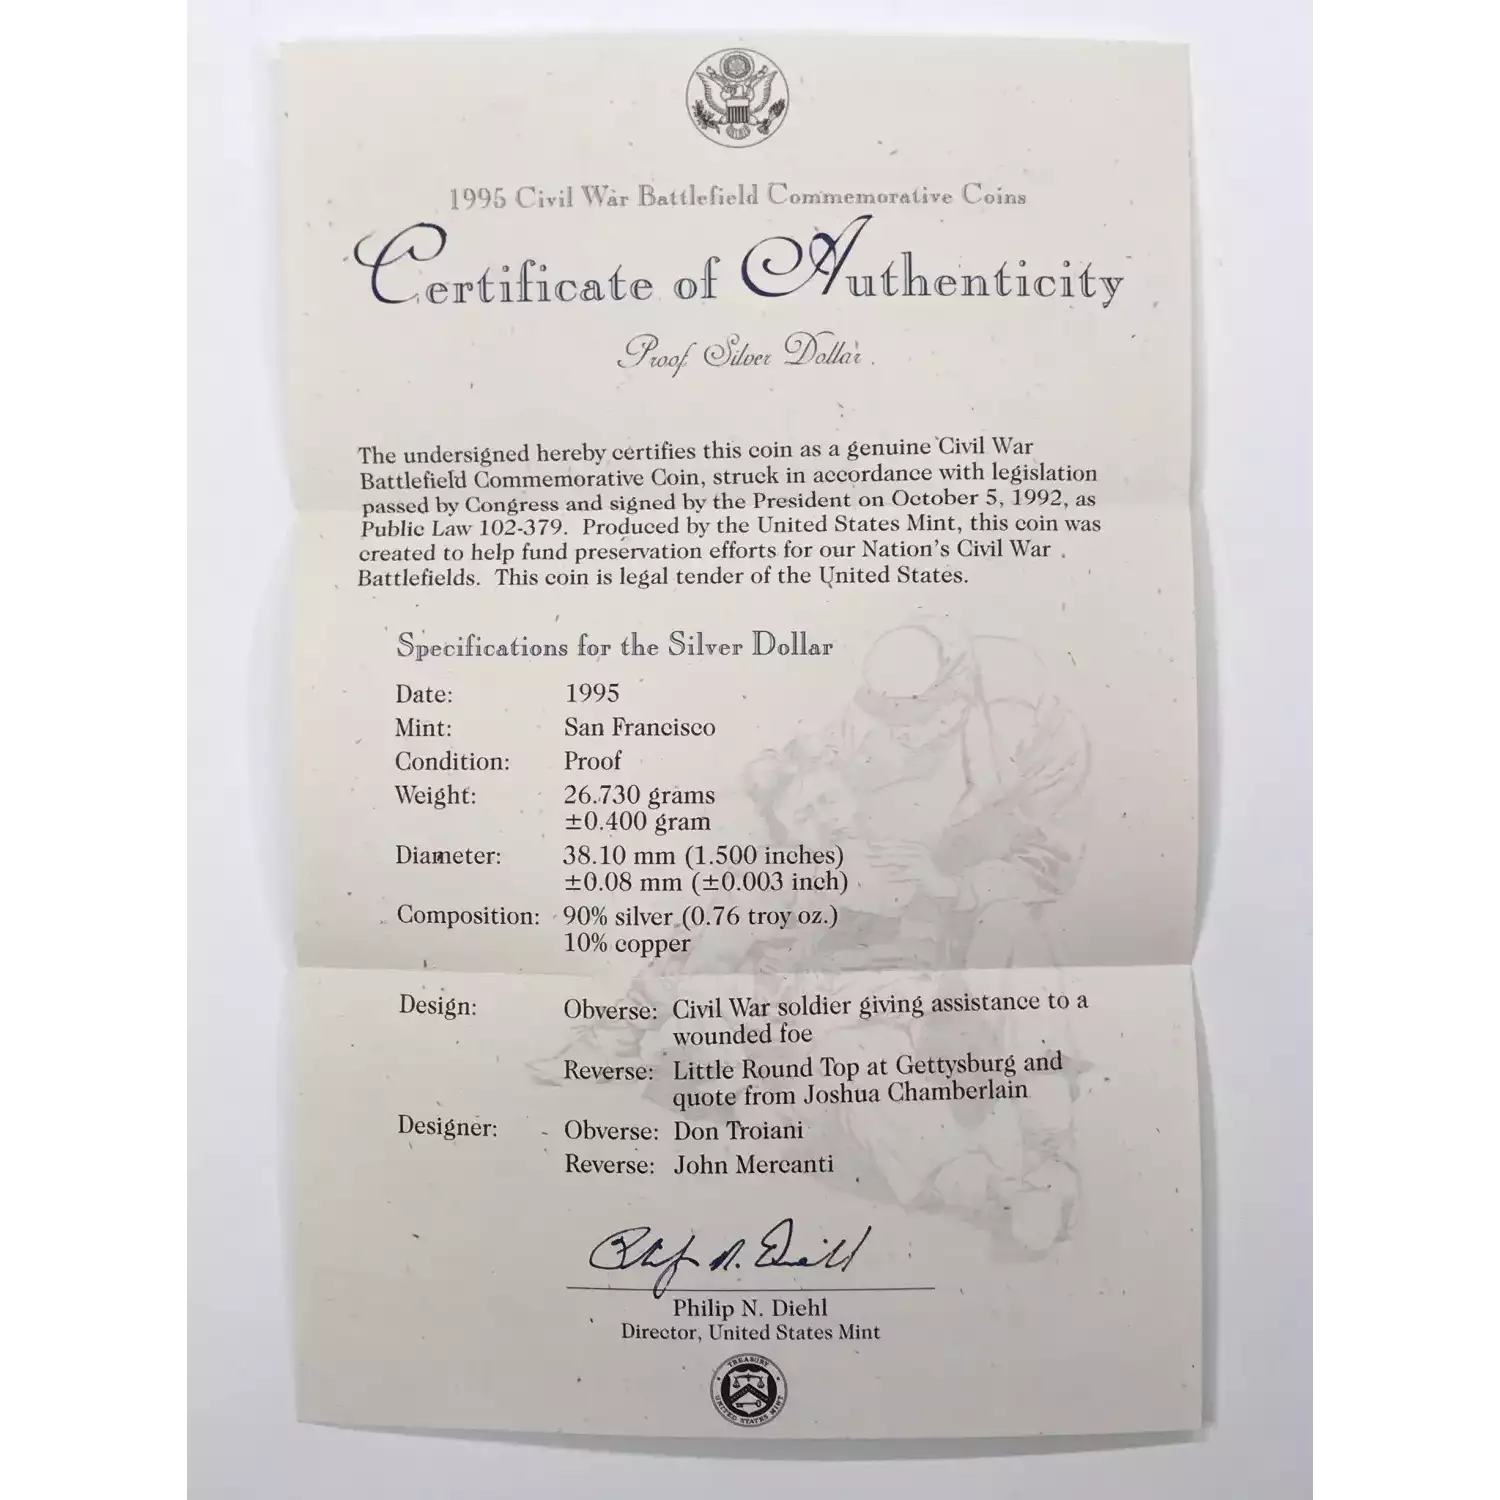 1995 Civil War Battlefield Commemorative Coins
Certificate of Authenticity
Proof Silver Dollar
The undersigned hereby certifies this coin as a genuine Civil War
Battlefield Commemorative Coin, struck in accordance with legislation
passed by Congress and signed by the President on October 5, 1992, as
Public Law 102-379. Produced by the United States Mint, this coin was
created to help fund preservation efforts for our Nation's Civil War
Battlefields. This coin is legal tender of the United States.
Specifications for the Silver Dollar
Date: 1995
Mint: San Francisco
Condition: Proof
Weight: 26.730 grams
±0.400 gram
Diameter: 38.10 mm (1.500 inches)
±0.08 mm (±0.003 inch)
Composition: 90% silver (0.76 troy oz.)
10% copper
Design: Obverse: Civil War soldier giving assistance to a
wounded foe
Reverse: Little Round Top at Gettysburg and
quote from Joshua Chamberlain
Designer: Obverse: Don Troiani
Reverse: John Mercanti
Philip N. Diehl
Philip N. Diehl
Director, United States Mint
TREASURY
UNITED STATES MINT